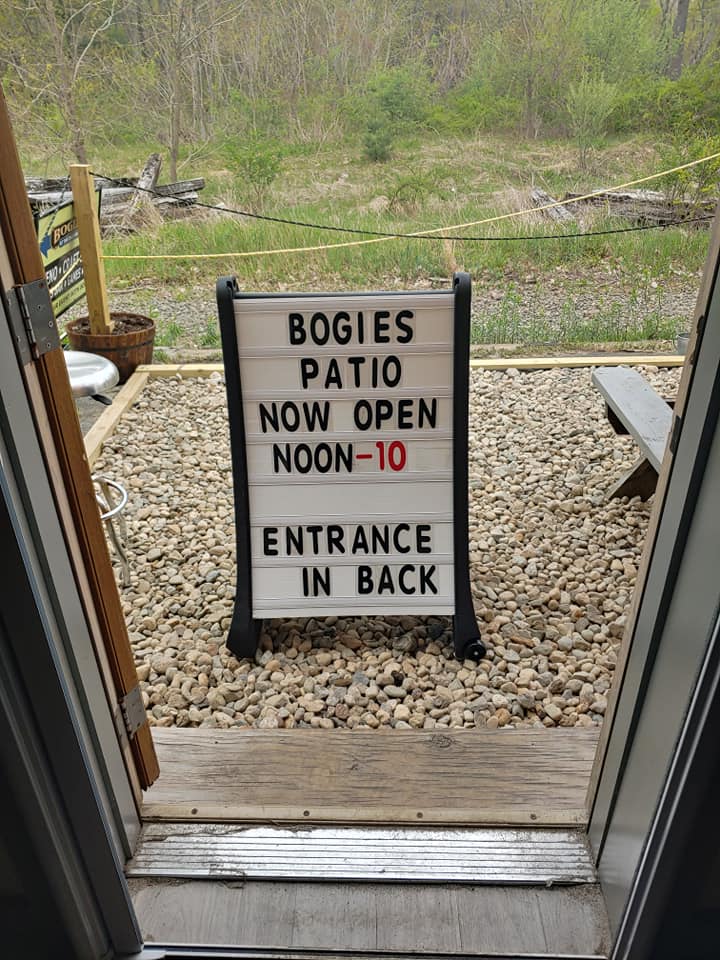 BOGIES
PATIO
NOW OPEN
NOON-10
ENTRANCE
IN BACK